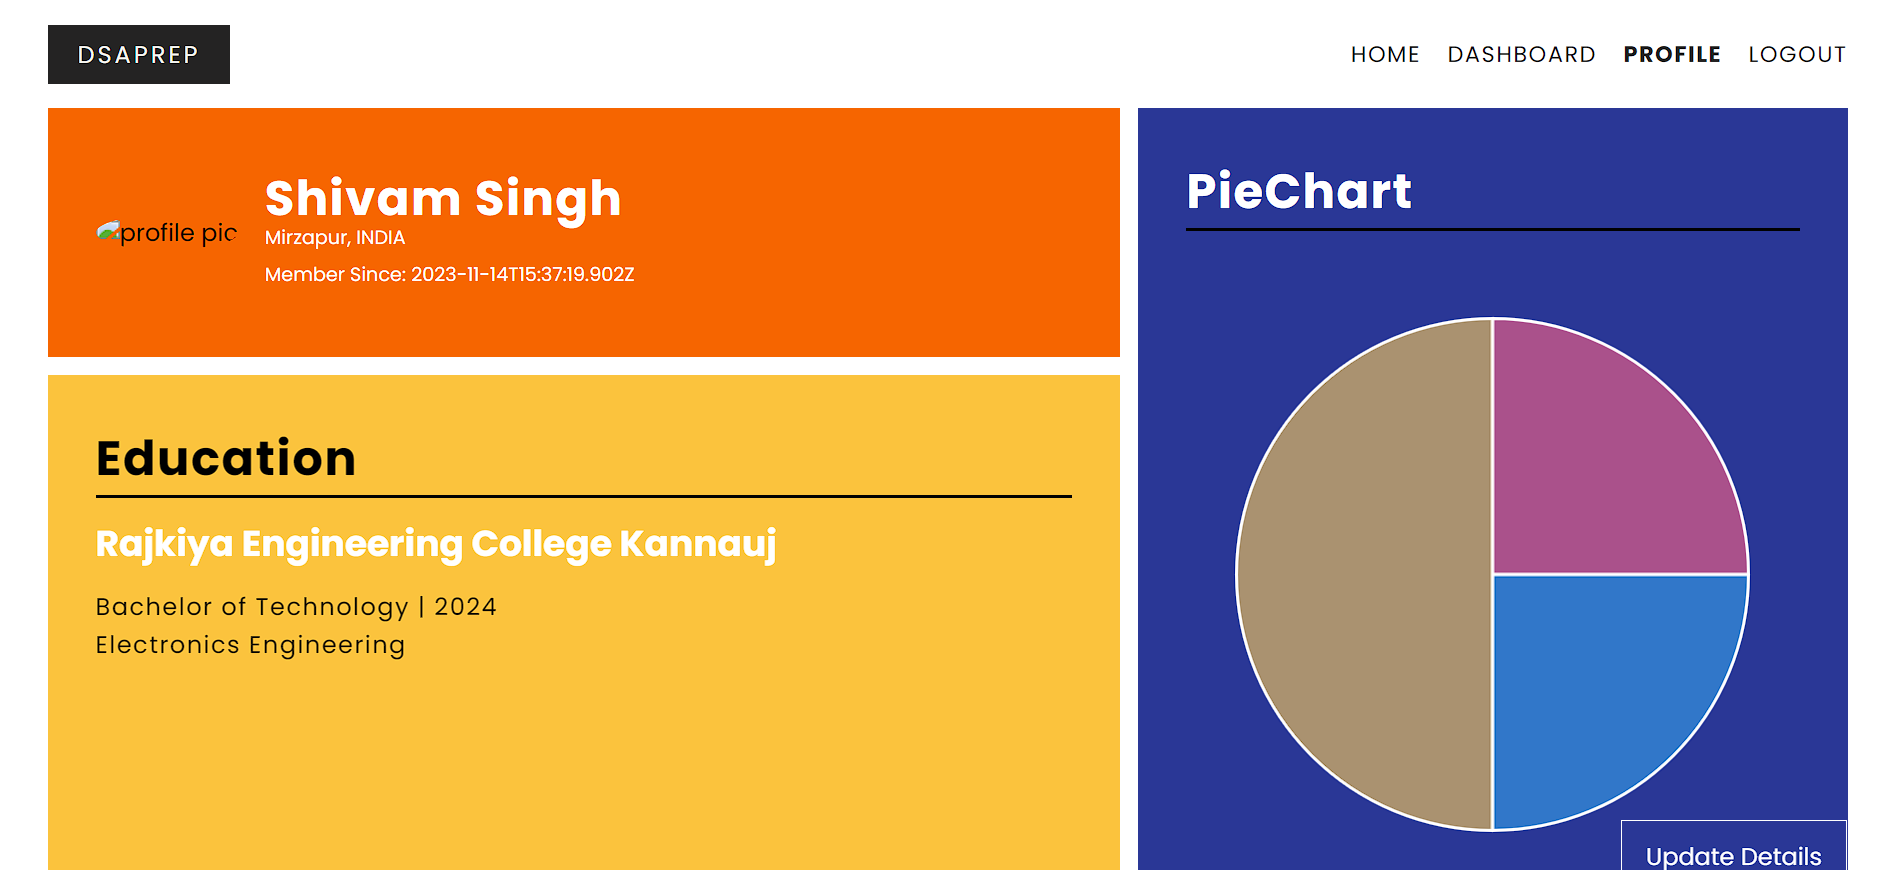 DSAPREP
HOME DASHBOARD PROFILE LOGOUT
Shivam Singh
profile pic
Mirzapur, INDIA
Member Since: 2023-11-14T15:37:19.902Z
Education
Rajkiya Engineering College Kannauj
Bachelor of Technology | 2024
Electronics Engineering
PieChart
Update Details